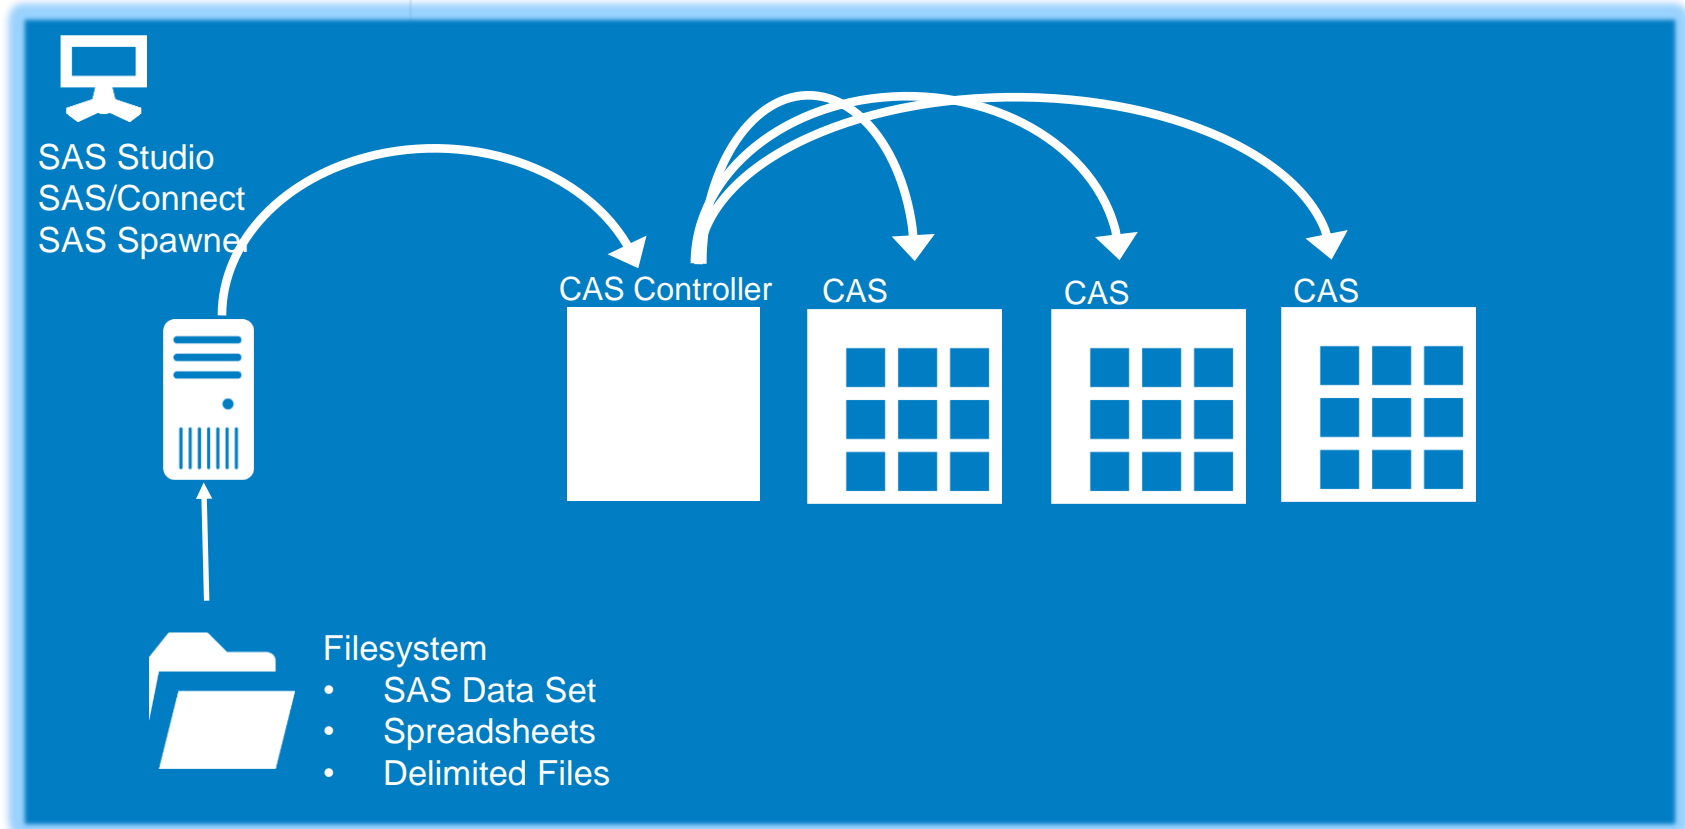 SAS Studio
SAS/Connect
SAS Spawner
CAS Controller
CAS
CAS
CAS
Filesystem
• SAS Data Set
• Spreadsheets
• Delimited Files